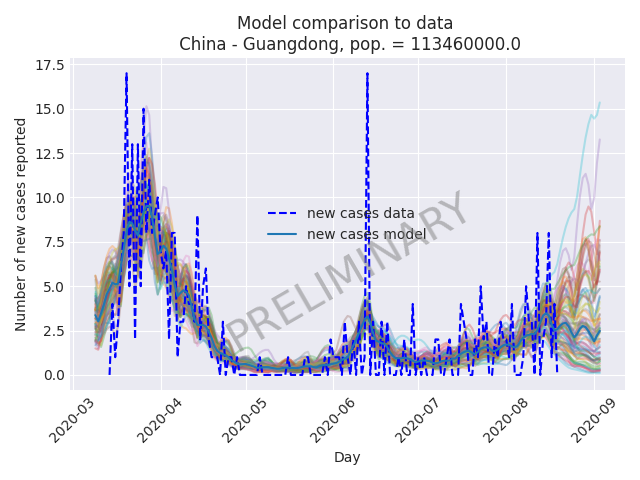 Model comparison to data
China - Guangdong, pop. = 113460000.0
Number of new cases reported
17.5
15.0
12.5
10.0
7.5
5.0
2.5
0.0
new cases data
new cases model
PRELIMINARY
2020-03
2020-04
2020-05
2020-06
2020-07
2020-08
2020-09
Day